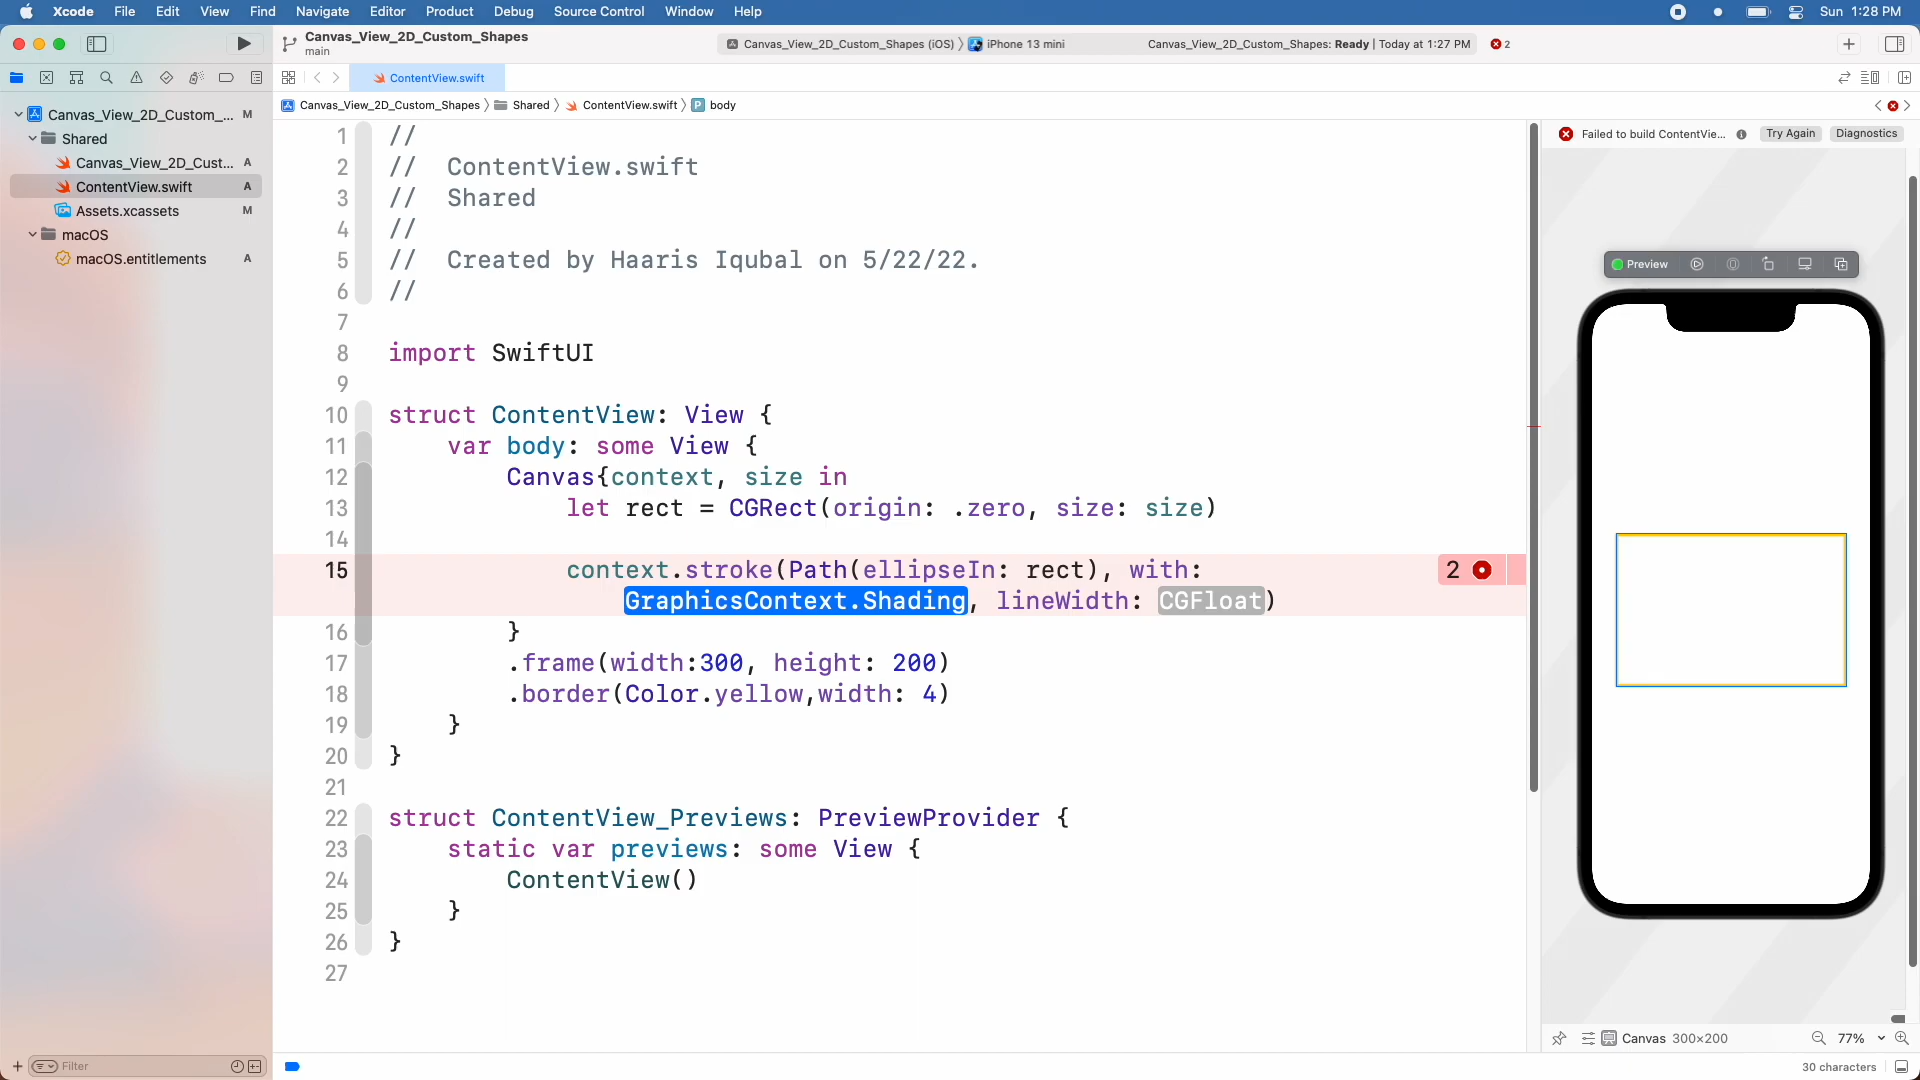 Xcode File Edit View Find Navigate Editor Product Debug Source Control Window Help Sun 1:28 PM
Canvas_View_2D_Custom_Shapes
main
Canvas_View_2D_Custom_Shapes (iOS) iPhone 13 mini
Canvas_View_2D_Custom_Shapes: Ready | Today at 1:27 PM 2
ContentView.swift
Canvas_View_2D_Custom_Shapes Shared ContentView.swift P body
Canvas_View_2D_Custom_... M
Shared
Canvas_View_2D_Cust... A
ContentView.swift A
Assets.xcassets M
macOS
macOS.entitlements A
Filter
1 //
2 // ContentView.swift
3 // Shared
4 //
5 // Created by Haaris Iqubal on 5/22/22.
6 //
7
8 import SwiftUI
9
10 struct ContentView: View {
11 var body: some View {
12 Canvas{context, size in
13 let rect = CGRect(origin: .zero, size: size)
14
15 context.stroke(Path(ellipseIn: rect), with: 2
GraphicsContext.Shading, lineWidth: CGFloat)
16 }
17 .frame(width:300, height: 200)
18 .border(Color.yellow,width: 4)
19 }
20 }
21
22 struct ContentView_Previews: PreviewProvider {
23 static var previews: some View {
24 ContentView()
25 }
26 }
27
Failed to build ContentVie... Try Again Diagnostics
Preview
Canvas 300×200 77%
30 characters